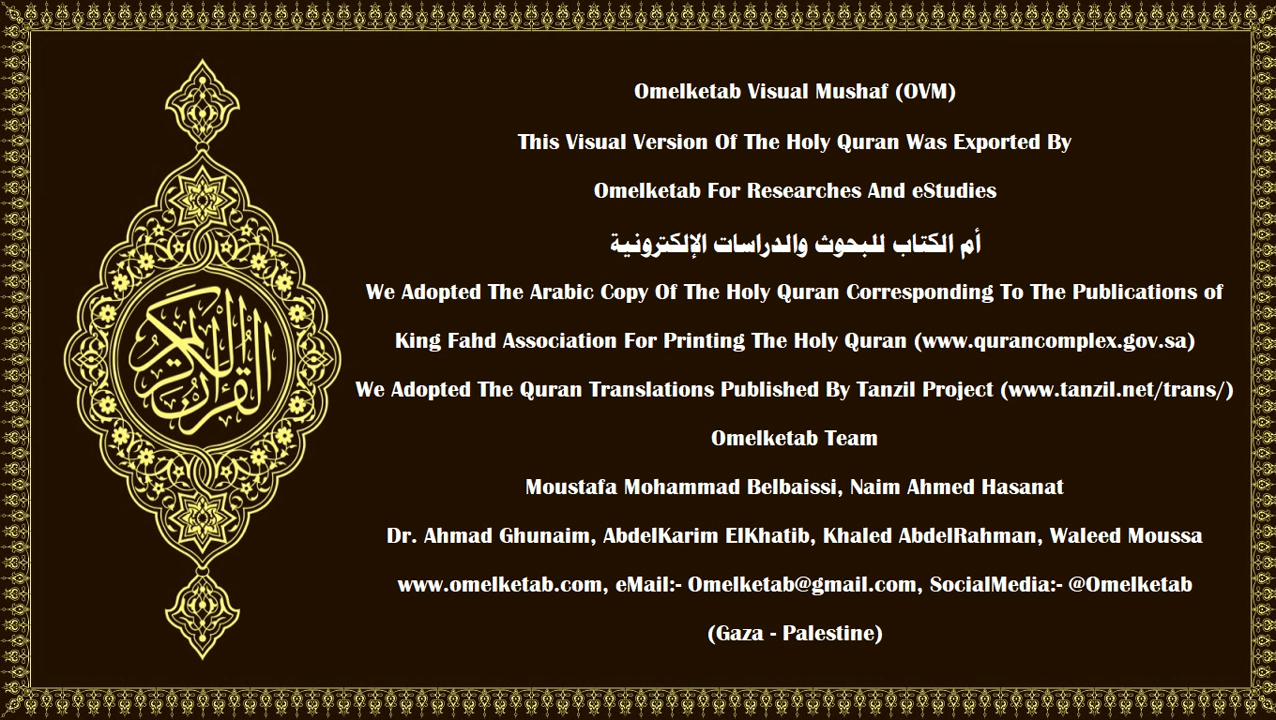 القرآن الكريم
Omelketab Visual Mushaf (OVM)
This Visual Version Of The Holy Quran Was Exported By
Omelketab For Researches And eStudies
أم الكتاب للبحوث والدراسات الإلكترونية
We Adopted The Arabic Copy Of The Holy Quran Corresponding To The Publications of
King Fahd Association For Printing The Holy Quran (www.qurancomplex.gov.sa)
We Adopted The Quran Translations Published By Tanzil Project (www.tanzil.net/trans/)
Omelketab Team
Moustafa Mohammad Belbaissi, Naim Ahmed Hasanat
Dr. Ahmad Ghunaim, AbdelKarim ElKhatib, Khaled AbdelRahman, Waleed Moussa
www.omelketab.com, eMail:- Omelketab@gmail.com, SocialMedia:- @Omelketab
(Gaza - Palestine)